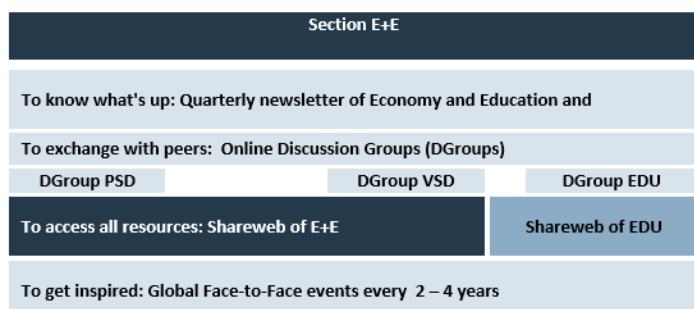 Section E+E
To know what's up: Quarterly newsletter of Economy and Education and
To exchange with peers: Online Discussion Groups (DGroups)
DGroup PSD DGroup VSD DGroup EDU
To access all resources: Shareweb of E+E Shareweb of EDU
To get inspired: Global Face-to-Face events every 2 – 4 years